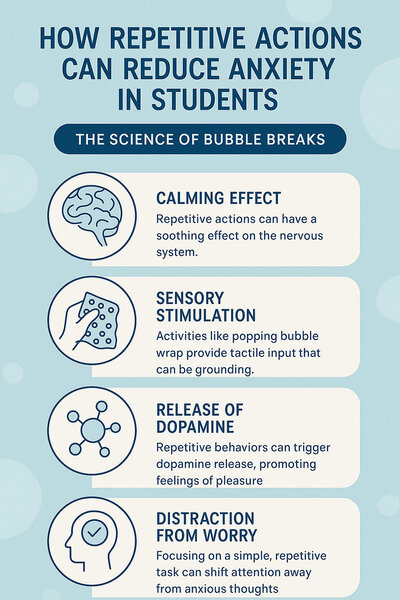 HOW REPETITIVE ACTIONS
CAN REDUCE ANXIETY
IN STUDENTS
THE SCIENCE OF BUBBLE BREAKS
CALMING EFFECT
Repetitive actions can have a
soothing effect on the nervous
system.
SENSORY
STIMULATION
Activities like popping bubble
wrap provide tactile input that
can be grounding.
RELEASE OF
DOPAMINE
Repetitive behaviors can trigger
dopamine release, promoting
feelings of pleasure
DISTRACTION
FROM WORRY
Focusing on a simple, repetitive
task can shift attention away
from anxious thoughts